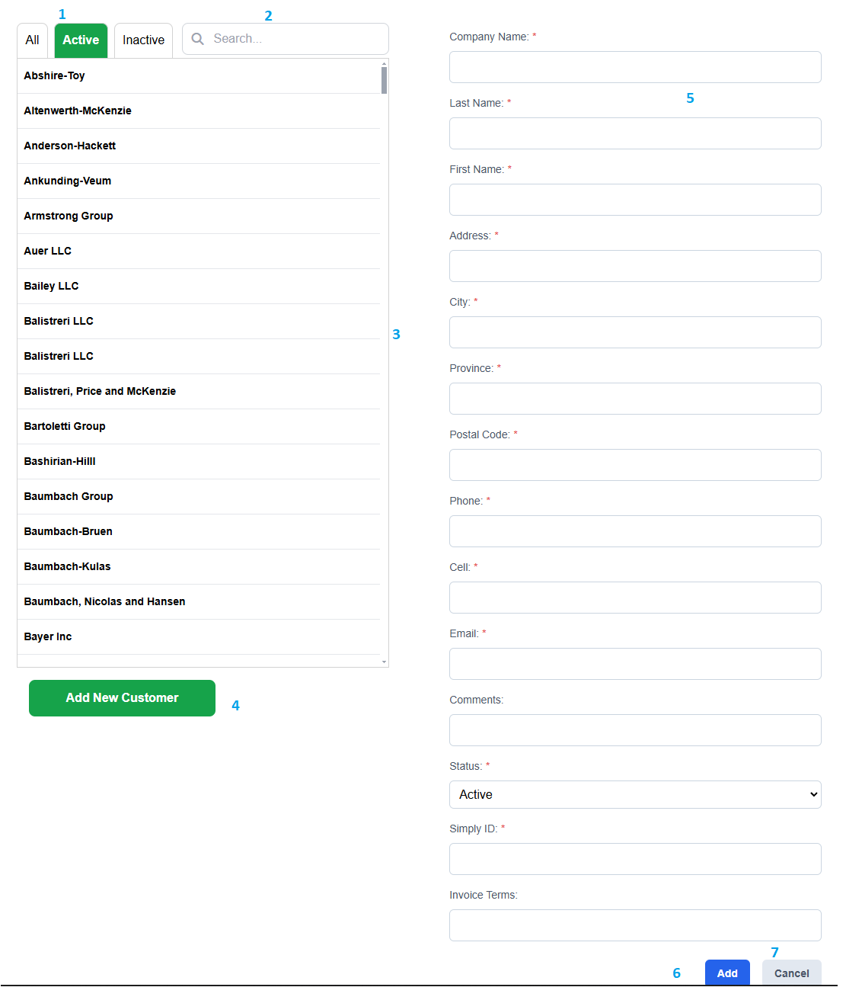 1
2
All
Active
Inactive
Search...
Abshire-Toy
Altenwerth-McKenzie
Anderson-Hackett
Ankunding-Veum
Armstrong Group
Auer LLC
Bailey LLC
Balistreri LLC
3
Balistreri LLC
Balistreri, Price and McKenzie
Bartoletti Group
Bashirian-Hilll
Baumbach Group
Baumbach-Bruen
Baumbach-Kulas
Baumbach, Nicolas and Hansen
Bayer Inc
Add New Customer
4
Company Name: *
5
Last Name: *
First Name: *
Address: *
City: *
Province: *
Postal Code: *
Phone: *
Cell: *
Email: *
Comments:
Status: *
Active
Simply ID: *
Invoice Terms:
7
6
Add
Cancel